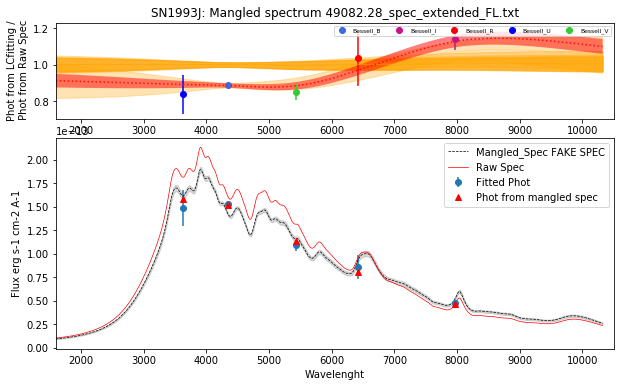 SN1993J: Mangled spectrum 49082.28_spec_extended_FL.txt
Phot from LCfitting /
Phot from Raw Spec
Bessell_B
Bessell_I
Bessell_R
Bessell_U
Bessell_V
1.2
1.0
0.8
2000 3000 4000 5000 6000 7000 8000 9000 10000
Flux erg s-1 cm-2 A-1
Mangled_Spec FAKE SPEC
Raw Spec
Fitted Phot
Phot from mangled spec
2.00
1.75
1.50
1.25
1.00
0.75
0.50
0.25
0.00
2000 3000 4000 5000 6000 7000 8000 9000 10000
Wavelenght